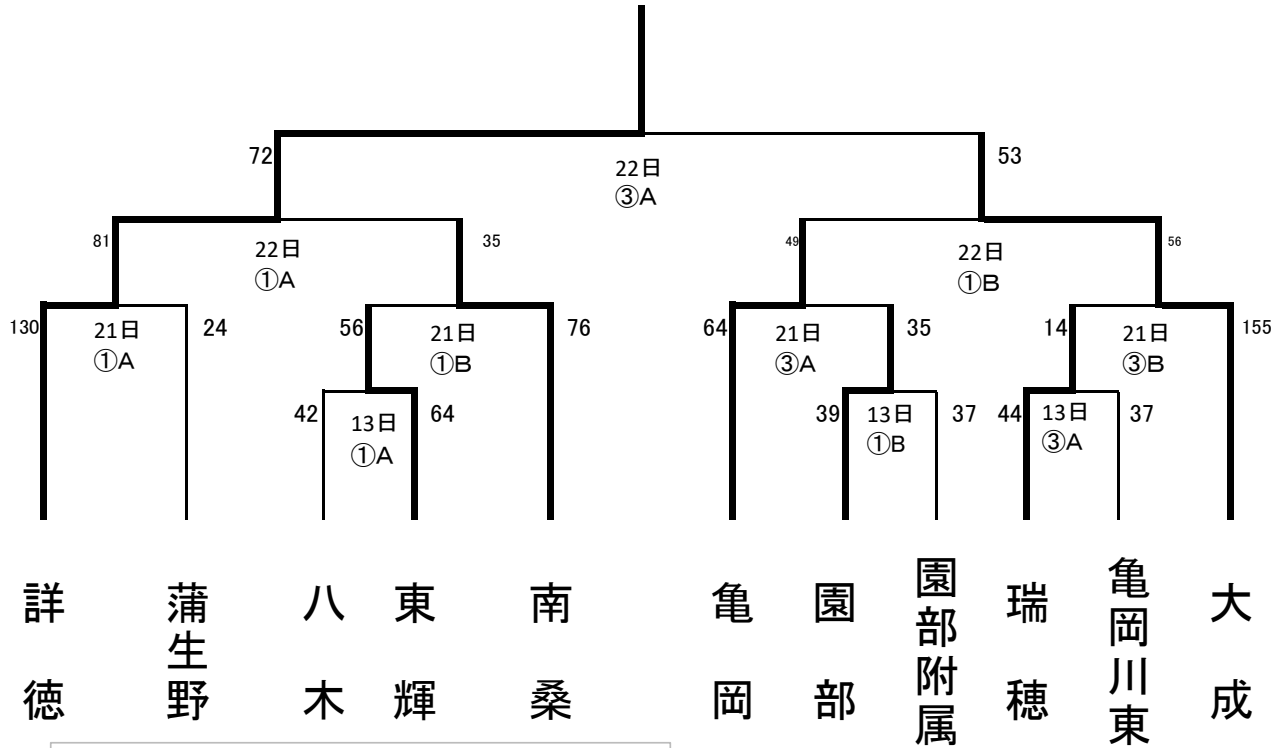 72
53
22日
③A
81
35
49
56
22日
①A
22日
①B
130
24
56
76
64
35
14
155
21日
①A
21日
①B
21日
③A
21日
③B
42
64
39
37
44
37
13日
①A
13日
①B
13日
③A
詳徳
蒲生野
八木
東輝
南桑
亀岡
園部
園部附属
瑞穂
亀岡川東
大成